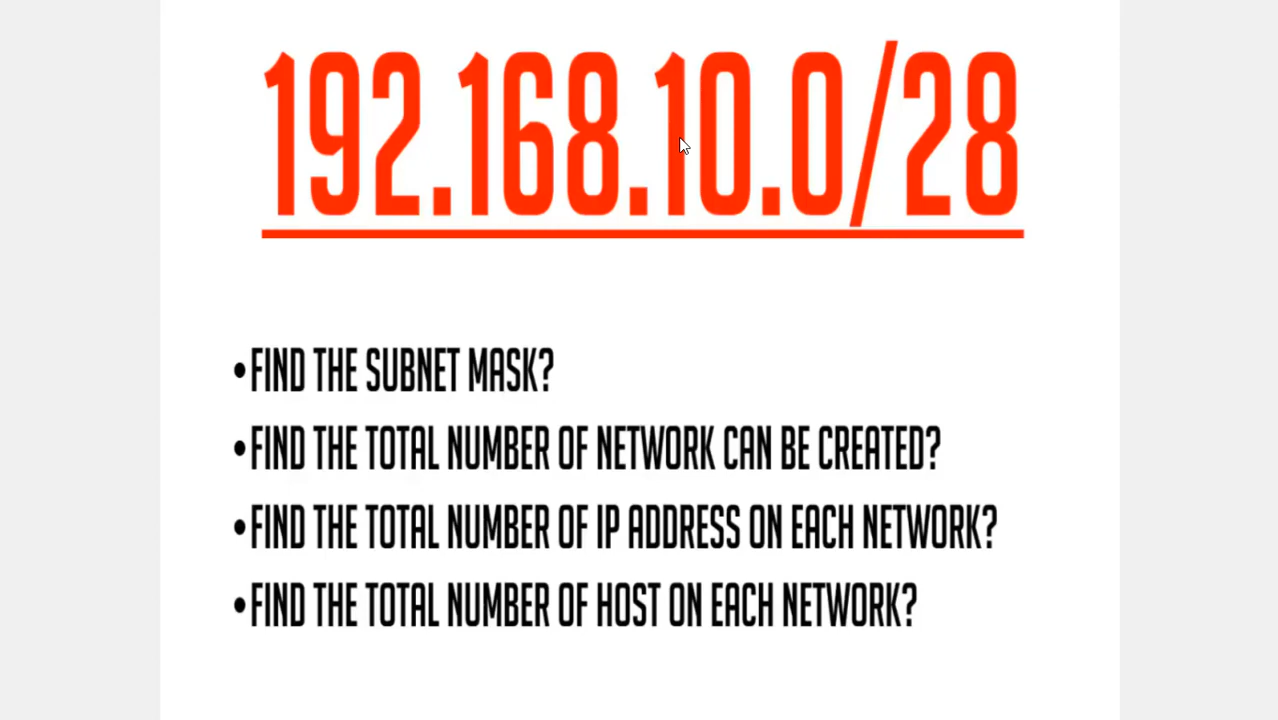 192.168.10.0/28
•FIND THE SUBNET MASK?
•FIND THE TOTAL NUMBER OF NETWORK CAN BE CREATED?
•FIND THE TOTAL NUMBER OF IP ADDRESS ON EACH NETWORK?
•FIND THE TOTAL NUMBER OF HOST ON EACH NETWORK?